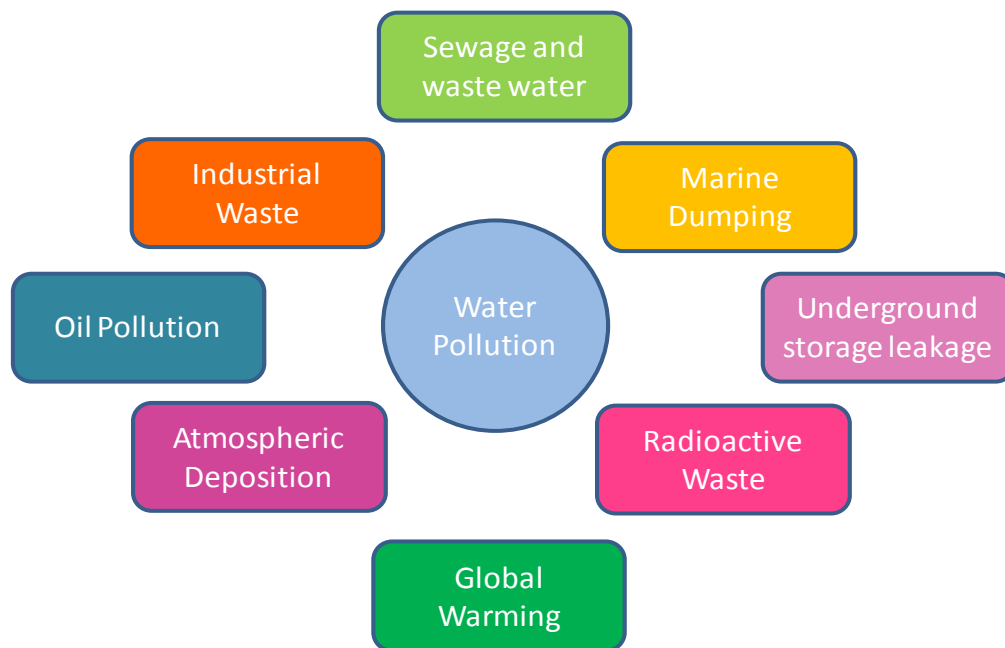 Sewage and
waste water
Industrial
Waste
Marine
Dumping
Oil Pollution
Water
Pollution
Underground
storage leakage
Atmospheric
Deposition
Radioactive
Waste
Global
Warming